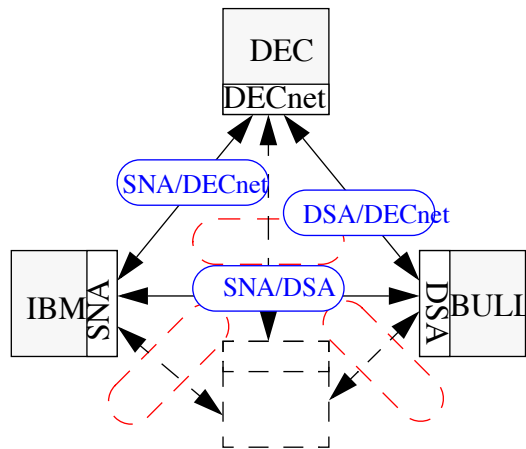 DEC
DECnet
SNA/DECnet
DSA/DECnet
SNA/DSA
IBM
SNA
DSA
BULL